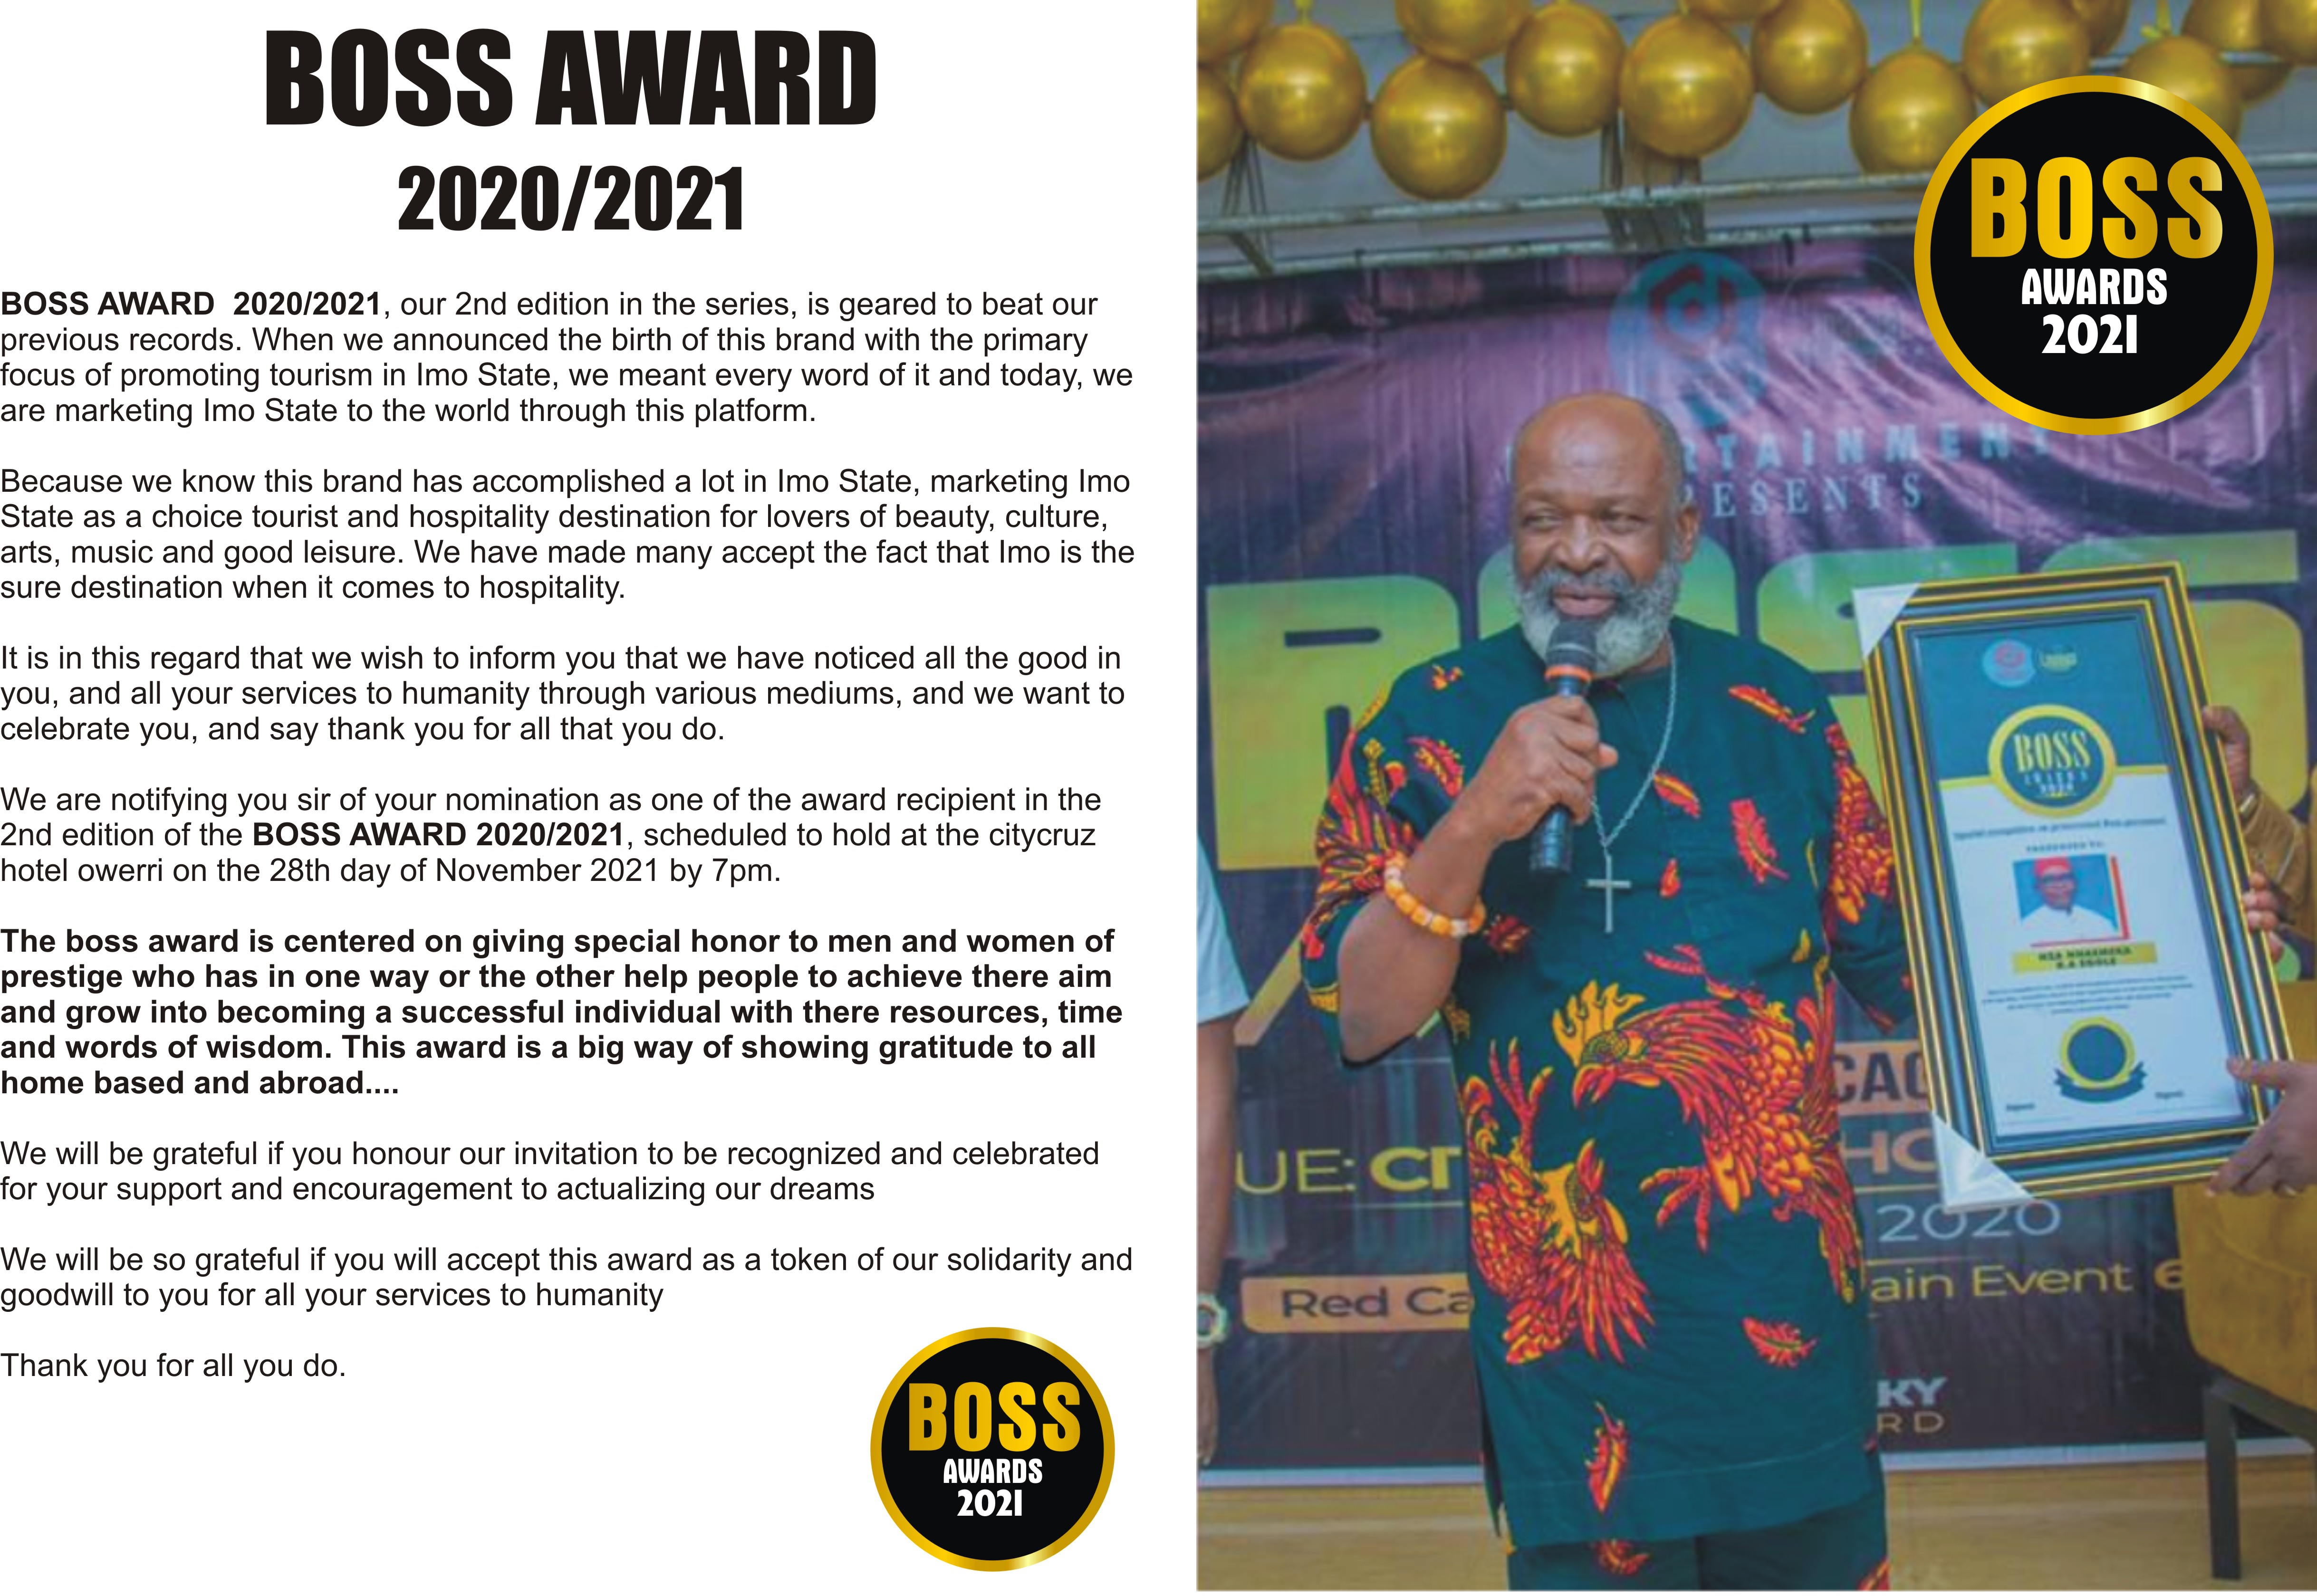 BOSS AWARD
2020/2021
BOSS AWARD 2020/2021, our 2nd edition in the series, is geared to beat our
previous records. When we announced the birth of this brand with the primary
focus of promoting tourism in Imo State, we meant every word of it and today, we
are marketing Imo State to the world through this platform.
Because we know this brand has accomplished a lot in Imo State, marketing Imo
State as a choice tourist and hospitality destination for lovers of beauty, culture,
arts, music and good leisure. We have made many accept the fact that Imo is the
sure destination when it comes to hospitality.
It is in this regard that we wish to inform you that we have noticed all the good in
you, and all your services to humanity through various mediums, and we want to
celebrate you, and say thank you for all that you do.
We are notifying you sir of your nomination as one of the award recipient in the
2nd edition of the BOSS AWARD 2020/2021, scheduled to hold at the citycruz
hotel owerri on the 28th day of November 2021 by 7pm.
The boss award is centered on giving special honor to men and women of
prestige who has in one way or the other help people to achieve there aim
and grow into becoming a successful individual with there resources, time
and words of wisdom. This award is a big way of showing gratitude to all
home based and abroad....
We will be grateful if you honour our invitation to be recognized and celebrated
for your support and encouragement to actualizing our dreams
We will be so grateful if you will accept this award as a token of our solidarity and
goodwill to you for all your services to humanity
Thank you for all you do.
BOSS
AWARDS
2021
BOSS
AWARDS
2021
RTAINMENT
RESENTS
BOSS
PRESENTED TO:
CAC
UE: CIT
HO
2020
Red Ca
ain Event 6
KY
RD